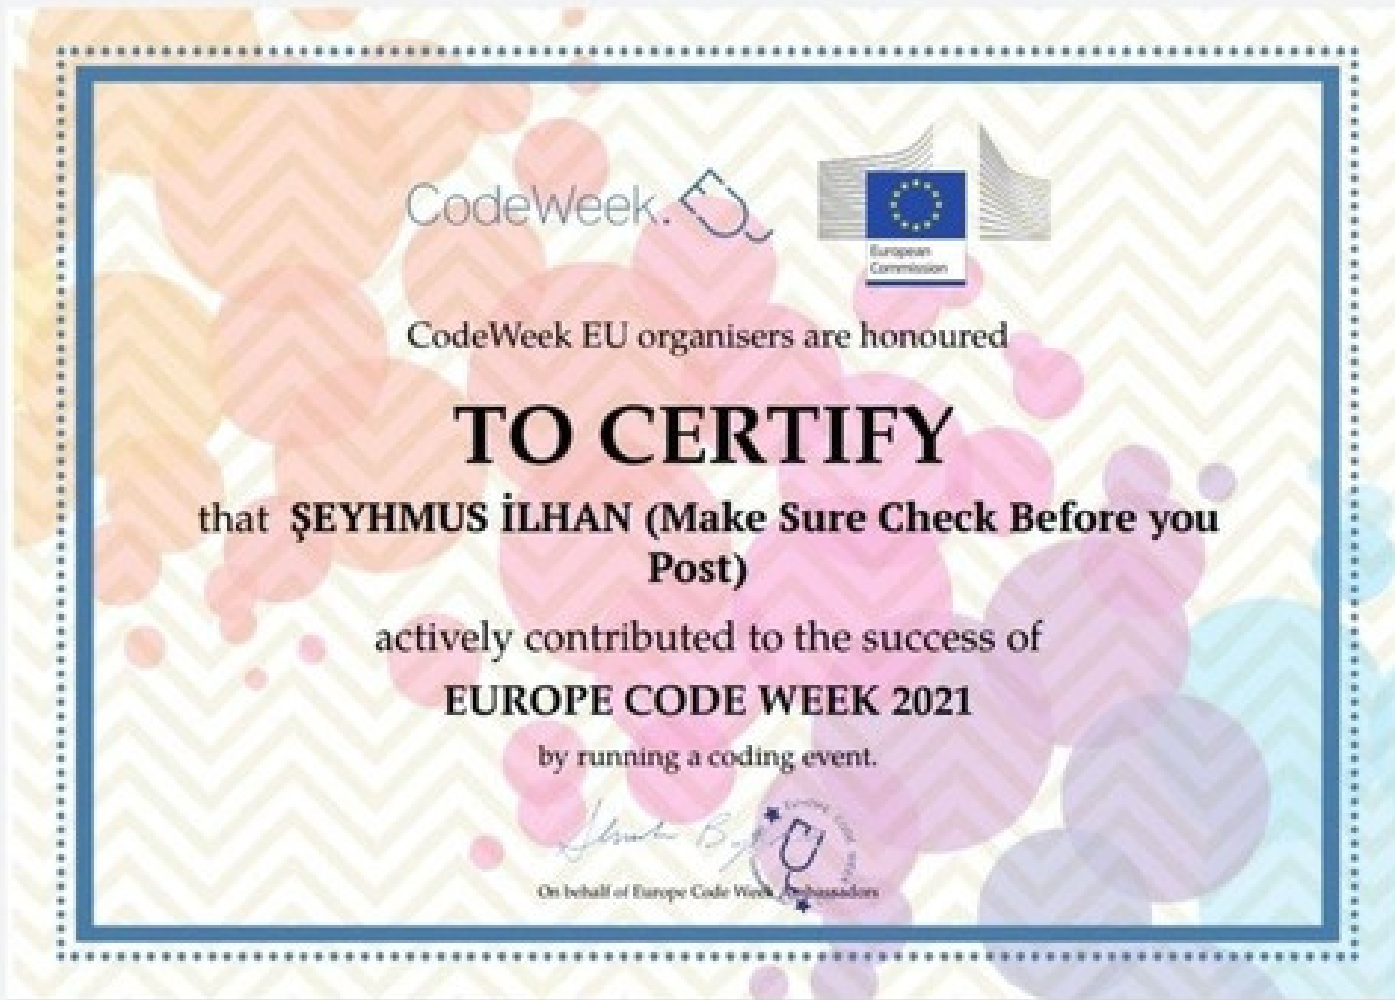 CodeWeek.
European
Commission
CodeWeek EU organisers are honoured
TO CERTIFY
that ŞEYHMUS İLHAN (Make Sure Check Before you
Post)
actively contributed to the success of
EUROPE CODE WEEK 2021
by running a coding event.
On behalf of Europe Code Week Ambassadors